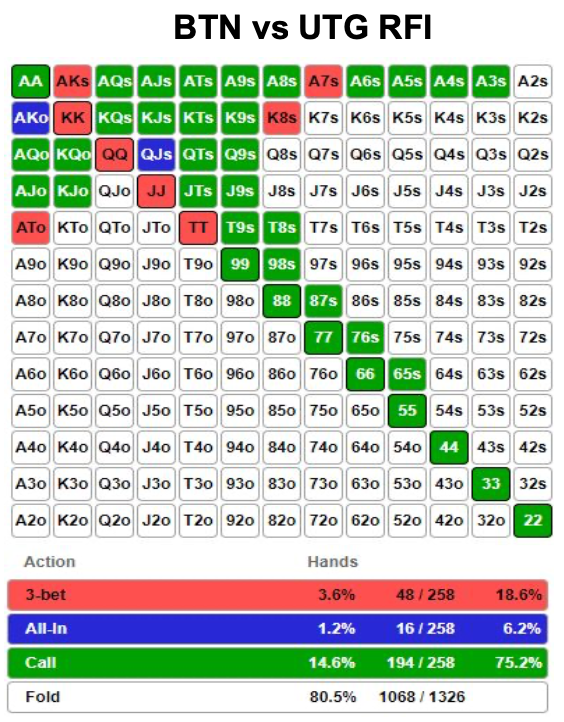 BTN vs UTG RFI
AA AKs AQs AJs ATs A9s A8s A7s A6s A5s A4s A3s A2s
AKo KK KQs KJs KTs K9s K8s K7s K6s K5s K4s K3s K2s
AQo KQo QQ QJs QTs Q9s Q8s Q7s Q6s Q5s Q4s Q3s Q2s
AJo KJo QJo JJ JTs J9s J8s J7s J6s J5s J4s J3s J2s
ATo KTo QTo JTo TT T9s T8s T7s T6s T5s T4s T3s T2s
A9o K9o Q9o J9o T9o 99 98s 97s 96s 95s 94s 93s 92s
A8o K8o Q8o J8o T8o 98o 88 87s 86s 85s 84s 83s 82s
A7o K7o Q7o J7o T7o 97o 87o 77 76s 75s 74s 73s 72s
A6o K6o Q6o J6o T6o 96o 86o 76o 66 65s 64s 63s 62s
A5o K5o Q5o J5o T5o 95o 85o 75o 65o 55 54s 53s 52s
A4o K4o Q4o J4o T4o 94o 84o 74o 64o 54o 44 43s 42s
A3o K3o Q3o J3o T3o 93o 83o 73o 63o 53o 43o 33 32s
A2o K2o Q2o J2o T2o 92o 82o 72o 62o 52o 42o 32o 22
Action Hands
3-bet 3.6% 48 / 258 18.6%
All-In 1.2% 16 / 258 6.2%
Call 14.6% 194 / 258 75.2%
Fold 80.5% 1068 / 1326